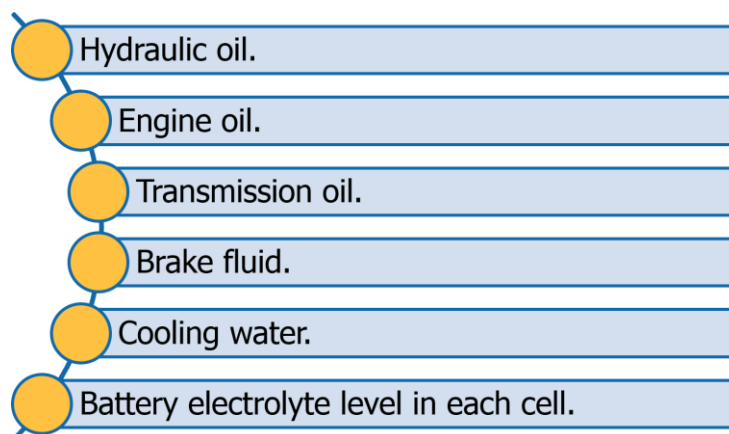 Hydraulic oil.
Engine oil.
Transmission oil.
Brake fluid.
Cooling water.
Battery electrolyte level in each cell.